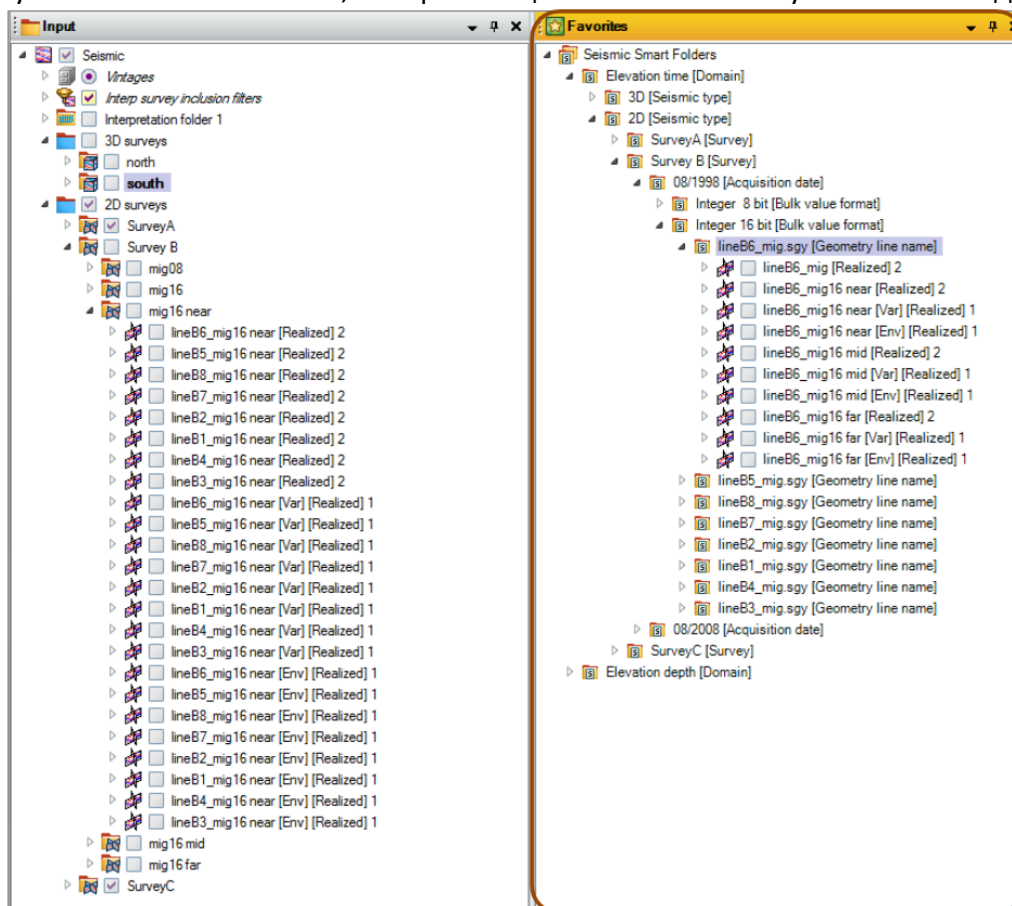 Input
Seismic
Vintages
Interp survey inclusion filters
Interpretation folder 1
3D surveys
north
south
2D surveys
SurveyA
Survey B
mig08
mig16
mig16 near
lineB6_mig16 near [Realized] 2
lineB5_mig16 near [Realized] 2
lineB8_mig16 near [Realized] 2
lineB7_mig16 near [Realized] 2
lineB2_mig16 near [Realized] 2
lineB1_mig16 near [Realized] 2
lineB4_mig16 near [Realized] 2
lineB3_mig16 near [Realized] 2
lineB6_mig16 near [Var] [Realized] 1
lineB5_mig16 near [Var] [Realized] 1
lineB8_mig16 near [Var] [Realized] 1
lineB7_mig16 near [Var] [Realized] 1
lineB2_mig16 near [Var] [Realized] 1
lineB1_mig16 near [Var] [Realized] 1
lineB4_mig16 near [Var] [Realized] 1
lineB3_mig16 near [Var] [Realized] 1
lineB6_mig16 near [Env] [Realized] 1
lineB5_mig16 near [Env] [Realized] 1
lineB8_mig16 near [Env] [Realized] 1
lineB7_mig16 near [Env] [Realized] 1
lineB2_mig16 near [Env] [Realized] 1
lineB1_mig16 near [Env] [Realized] 1
lineB4_mig16 near [Env] [Realized] 1
lineB3_mig16 near [Env] [Realized] 1
mig16 mid
mig16 far
SurveyC
Favorites
Seismic Smart Folders
Elevation time [Domain]
3D [Seismic type]
2D [Seismic type]
SurveyA [Survey]
Survey B [Survey]
08/1998 [Acquisition date]
Integer 8 bit [Bulk value format]
Integer 16 bit [Bulk value format]
lineB6_mig.sgy [Geometry line name]
lineB6_mig [Realized] 2
lineB6_mig16 near [Realized] 2
lineB6_mig16 near [Var] [Realized] 1
lineB6_mig16 near [Env] [Realized] 1
lineB6_mig16 mid [Realized] 2
lineB6_mig16 mid [Var] [Realized] 1
lineB6_mig16 mid [Env] [Realized] 1
lineB6_mig16 far [Realized] 2
lineB6_mig16 far [Var] [Realized] 1
lineB6_mig16 far [Env] [Realized] 1
lineB5_mig.sgy [Geometry line name]
lineB8_mig.sgy [Geometry line name]
lineB7_mig.sgy [Geometry line name]
lineB2_mig.sgy [Geometry line name]
lineB1_mig.sgy [Geometry line name]
lineB4_mig.sgy [Geometry line name]
lineB3_mig.sgy [Geometry line name]
08/2008 [Acquisition date]
SurveyC [Survey]
Elevation depth [Domain]